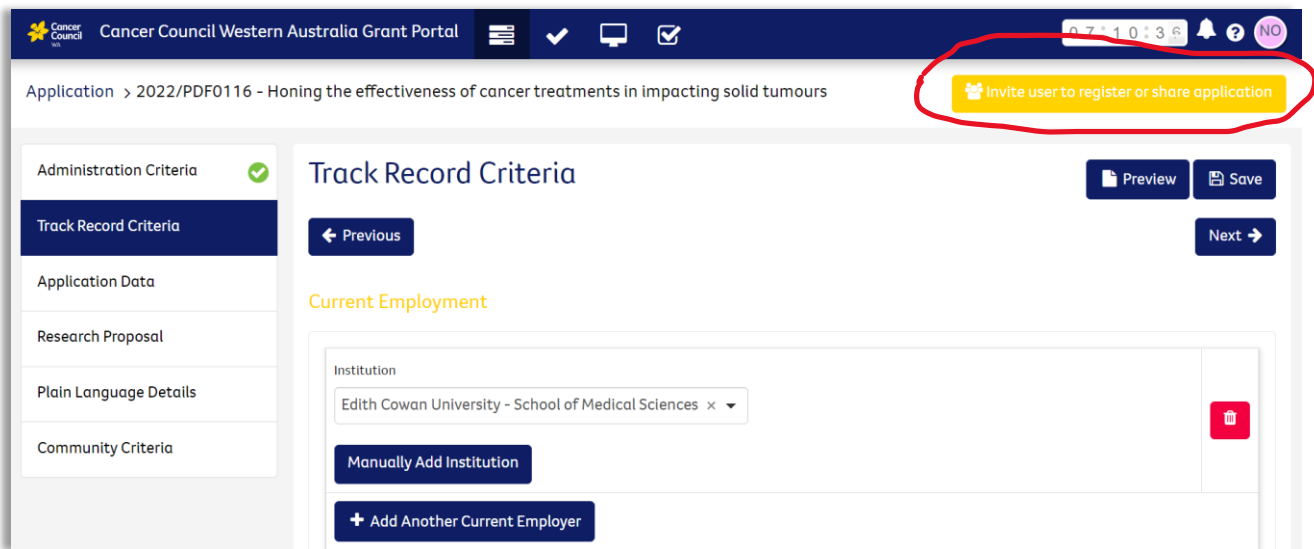 Cancer
Council
WA
Cancer Council Western Australia Grant Portal
07:10:36
NO
Application > 2022/PDF0116 - Honing the effectiveness of cancer treatments in impacting solid tumours
Invite user to register or share application
Administration Criteria
Track Record Criteria
Application Data
Research Proposal
Plain Language Details
Community Criteria
Track Record Criteria
Preview
Save
Previous
Next
Current Employment
Institution
Edith Cowan University - School of Medical Sciences ×
Manually Add Institution
+ Add Another Current Employer